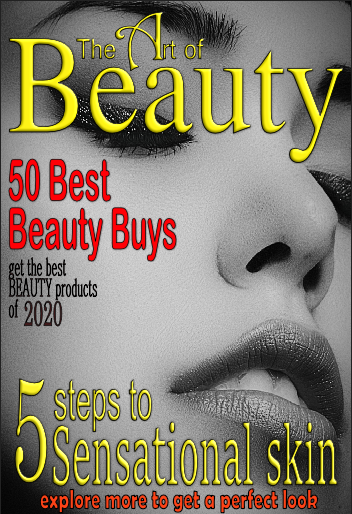 The Art of
Beauty
50 Best
Beauty Buys
get the best
BEAUTY products
of 2020
5 steps to
Sensational skin
explore more to get a perfect look